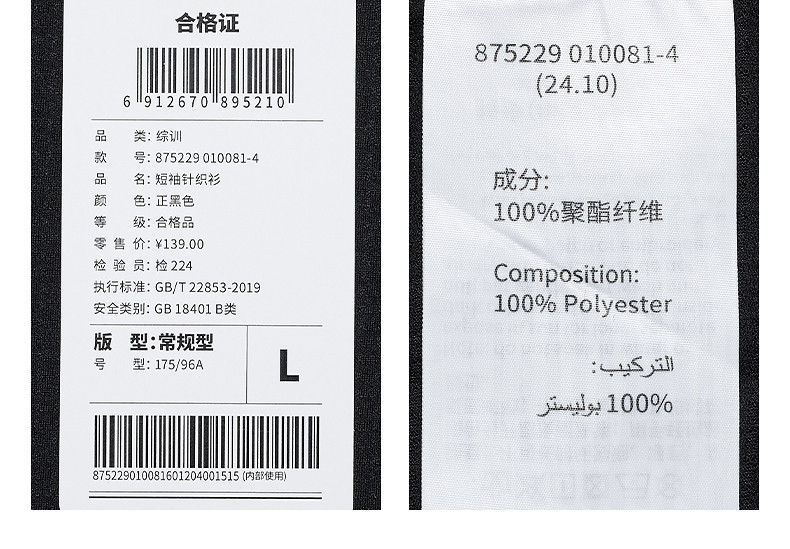 合格证
6 912670 895210
品 类: 综训
款 号: 875229 010081-4
品 名: 短袖针织衫
颜 色: 正黑色
等 级: 合格品
零 售 价: ¥139.00
检 验 员: 检 224
执行标准: GB/T 22853-2019
安全类别: GB 18401 B类
版 型:常规型
号 型: 175/96A
L
875229010081601204001515 (内部使用)
875229 010081-4
(24.10)
成分:
100%聚酯纤维
Composition:
100% Polyester
التركيب:
100% بوليستر